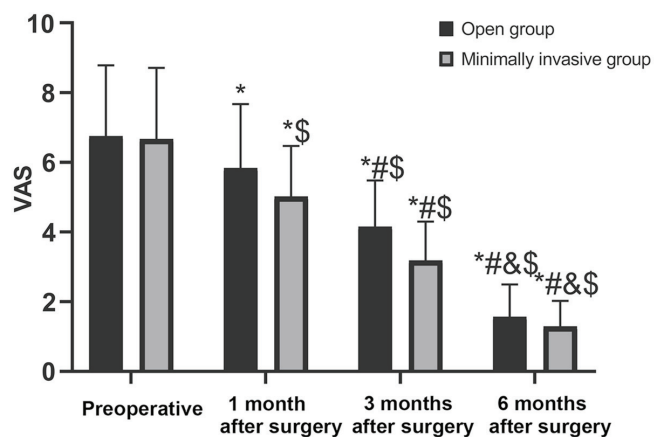 10
8
6
4
2
0
VAS
Open group
Minimally invasive group
*
*$
*#$
*#$
*#&$
*#&$
Preoperative
1 month
after surgery
3 months
after surgery
6 months
after surgery